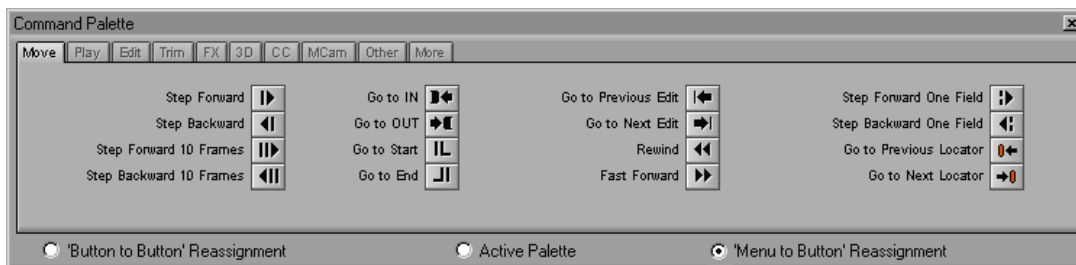 Command Palette
Move Play Edit Trim FX 3D CC MCam Other More
Step Forward Go to IN Go to Previous Edit Step Forward One Field
Step Backward Go to OUT Go to Next Edit Step Backward One Field
Step Forward 10 Frames Go to Start Rewind Go to Previous Locator
Step Backward 10 Frames Go to End Fast Forward Go to Next Locator
'Button to Button' Reassignment Active Palette 'Menu to Button' Reassignment